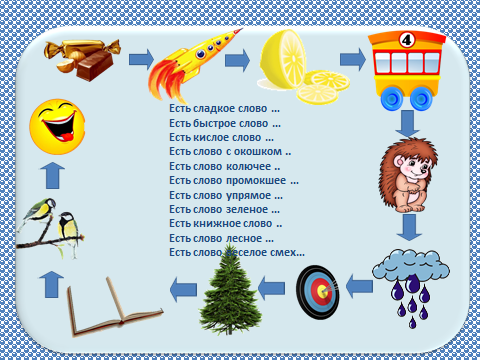 4
Есть сладкое слово ...
Есть быстрое слово ...
Есть кислое слово ...
Есть слово с окошком ..
Есть слово колючее ..
Есть слово промокшее ...
Есть слово упрямое ...
Есть слово зеленое ...
Есть книжное слово ..
Есть слово лесное ...
Есть слово веселое смех...